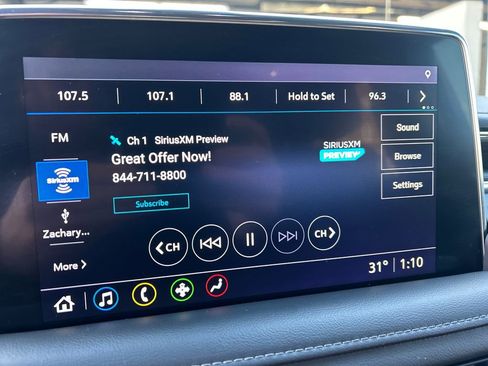 107.5 107.1 88.1 Hold to Set 96.3
FM
SiriusXM
Zachary...
More
Ch 1 SiriusXM Preview
Great Offer Now!
844-711-8800
Subscribe
SIRIUSXM
PREVIEW
Sound
Browse
Settings
CH
CH
31° 1:10